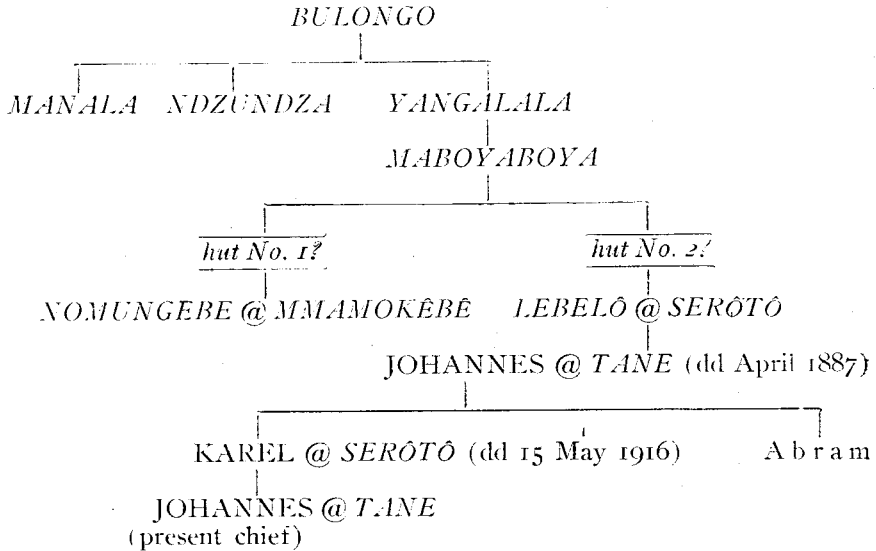 BULONGO
MANALA NDZUNDZA YANGALALA
MABOYABOYA
hut No. 1? hut No. 2?
NOMUNGEBE @ MMAMOKÊBÊ LEBELÔ @ SERÔTÔ
JOHANNES @ TANE (dd April 1887)
KAREL @ SERÔTÔ (dd 15 May 1916) Abram
JOHANNES @ TANE
(present chief)